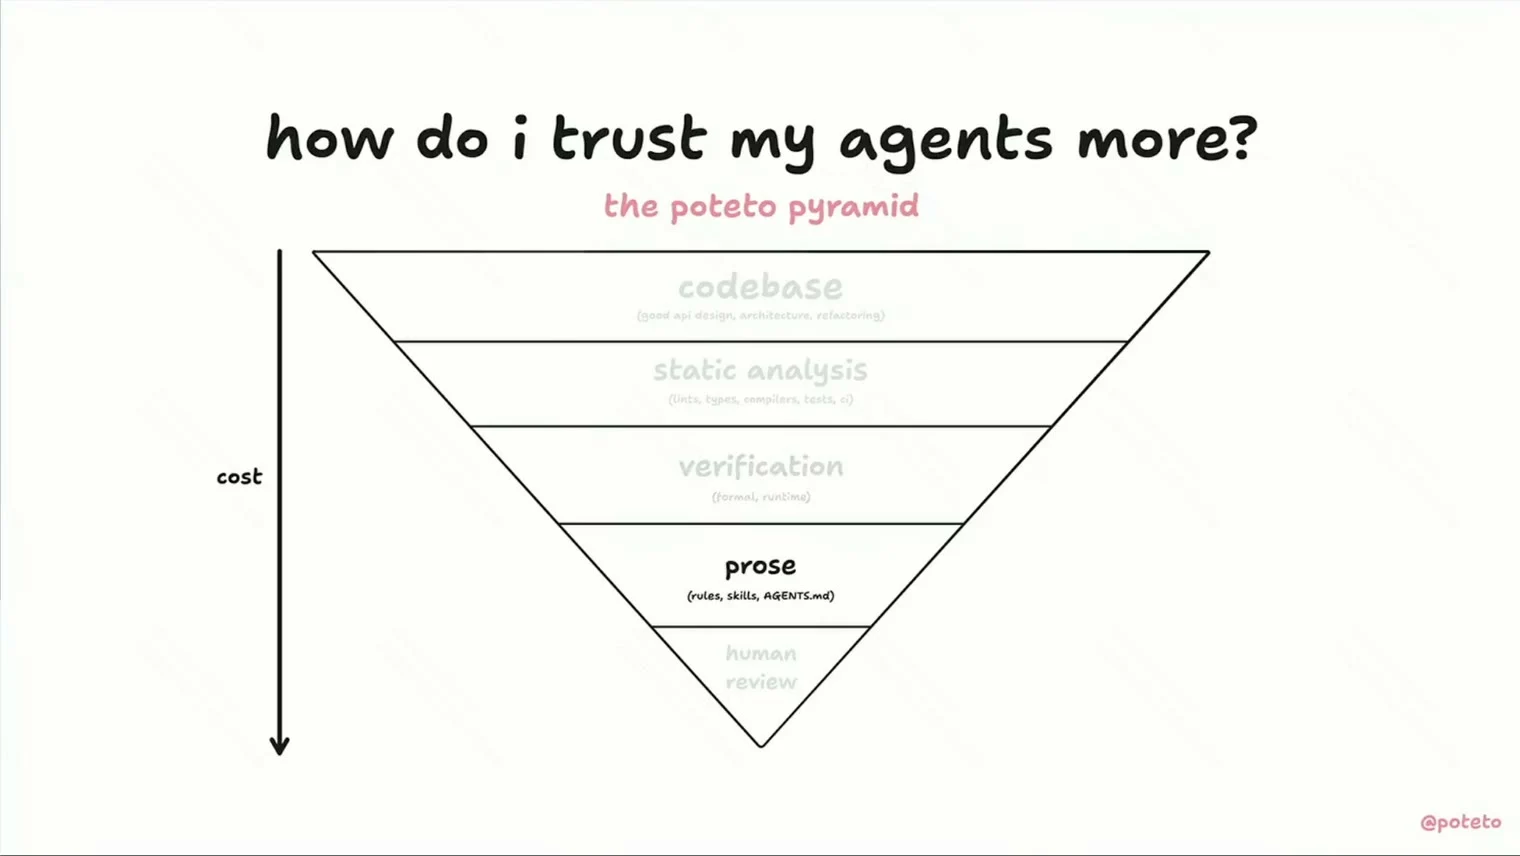 how do i trust my agents more?
the poteto pyramid
codebase
(good api design, architecture, refactoring)
static analysis
(lints, types, compilers, tests, ci)
cost
verification
(formal, runtime)
prose
(rules, skills, AGENTS.md)
human
review
@poteto